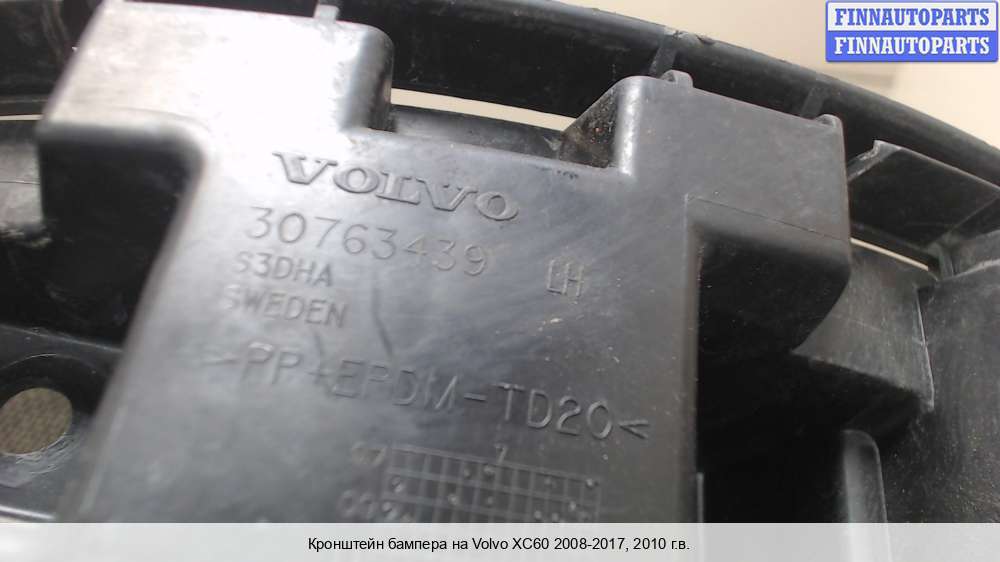 FINNAUTOPARTS
FINNAUTOPARTS
VOLVO
30763439 LH
S3DHA
SWEDEN
>PP+EPDM-TD20<
Кронштейн бампера на Volvo XC60 2008-2017, 2010 г.в.